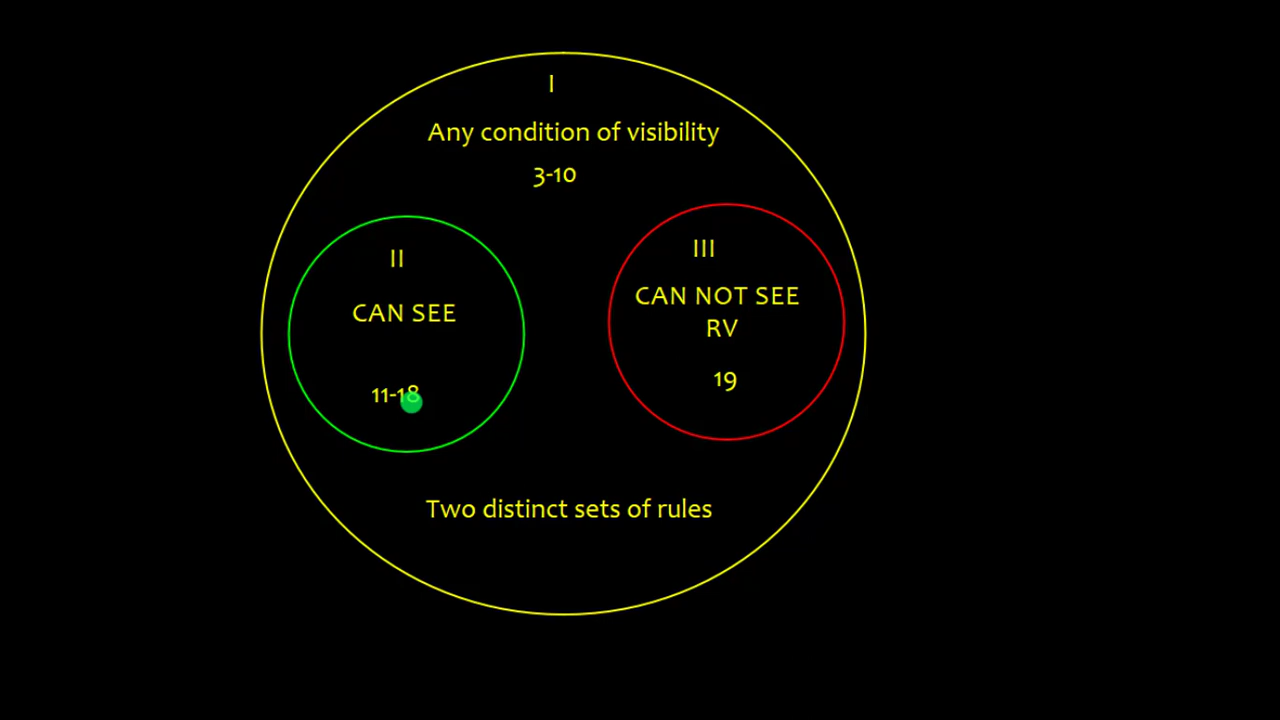 I
Any condition of visibility
3-10
II
CAN SEE
11-18
III
CAN NOT SEE
RV
19
Two distinct sets of rules